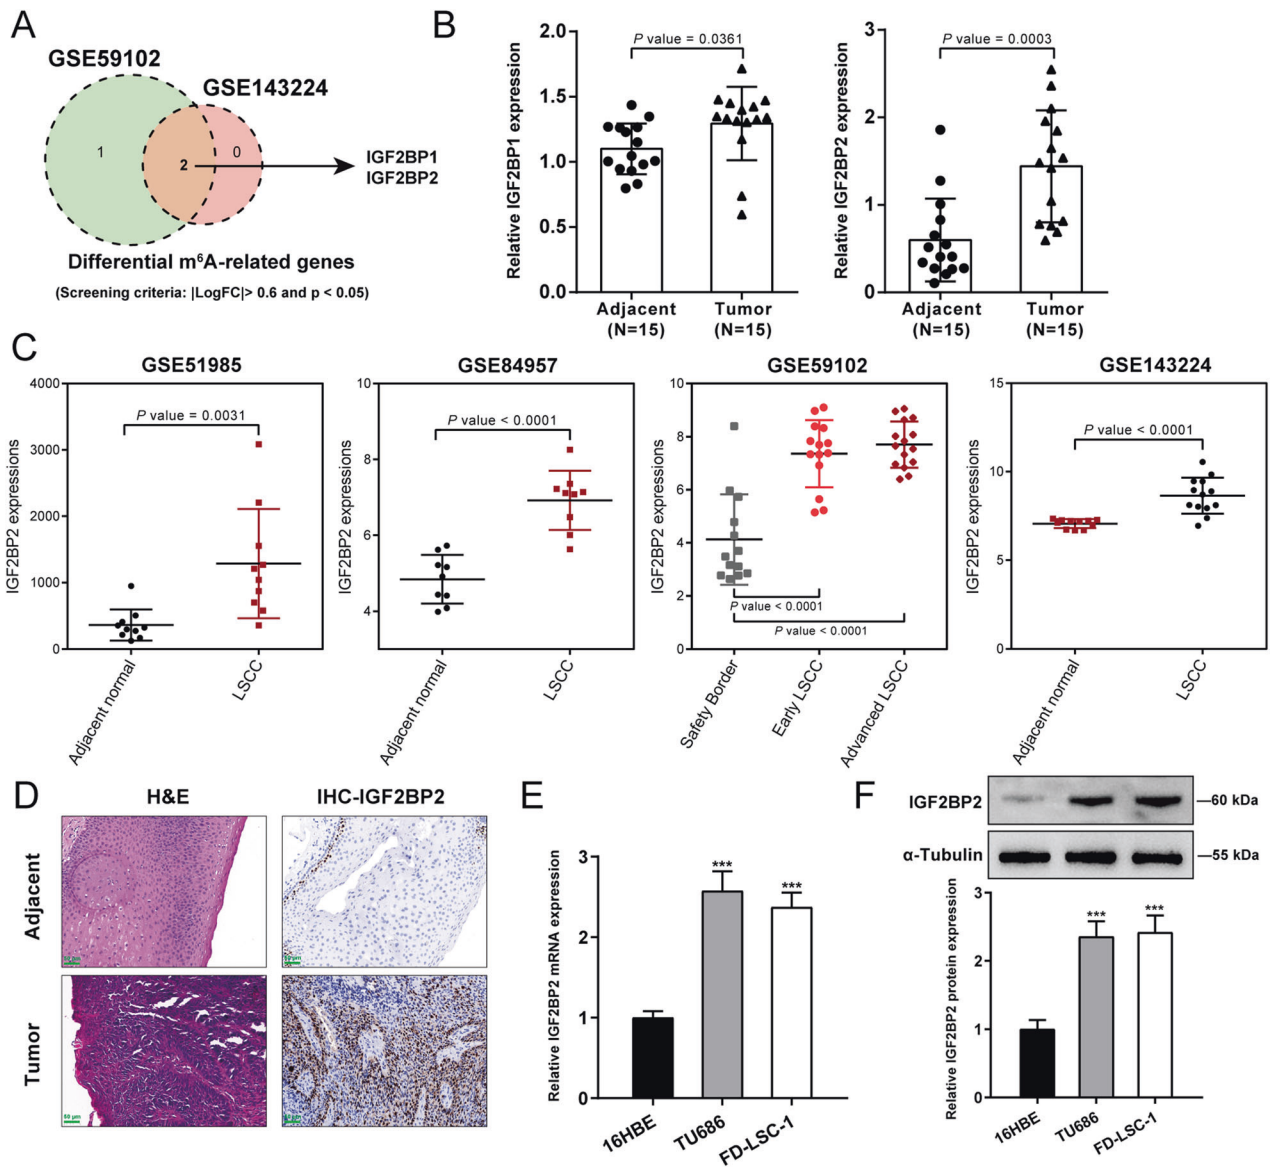 A
GSE59102
GSE143224
1
2
0
IGF2BP1
IGF2BP2
Differential m⁶A-related genes
(Screening criteria: |LogFC|> 0.6 and p < 0.05)
B
Relative IGF2BP1 expression
2.0
1.5
1.0
0.5
0.0
P value = 0.0361
Adjacent
(N=15)
Tumor
(N=15)
Relative IGF2BP2 expression
3
2
1
0
P value = 0.0003
Adjacent
(N=15)
Tumor
(N=15)
C
GSE51985
IGF2BP2 expressions
4000
3000
2000
1000
0
P value = 0.0031
Adjacent normal
LSCC
GSE84957
IGF2BP2 expressions
10
8
6
4
P value < 0.0001
Adjacent normal
LSCC
GSE59102
IGF2BP2 expressions
10
8
6
4
2
0
P value < 0.0001
P value < 0.0001
Safety Border
Early LSCC
Advanced LSCC
GSE143224
IGF2BP2 expressions
15
10
5
0
P value < 0.0001
Adjacent normal
LSCC
D
H&E
IHC-IGF2BP2
Adjacent
Tumor
50 μm
E
Relative IGF2BP2 mRNA expression
3
2
1
0
***
***
16HBE
TU686
FD-LSC-1
F
IGF2BP2
60 kDa
α-Tubulin
55 kDa
Relative IGF2BP2 protein expression
3
2
1
0
***
***
16HBE
TU686
FD-LSC-1